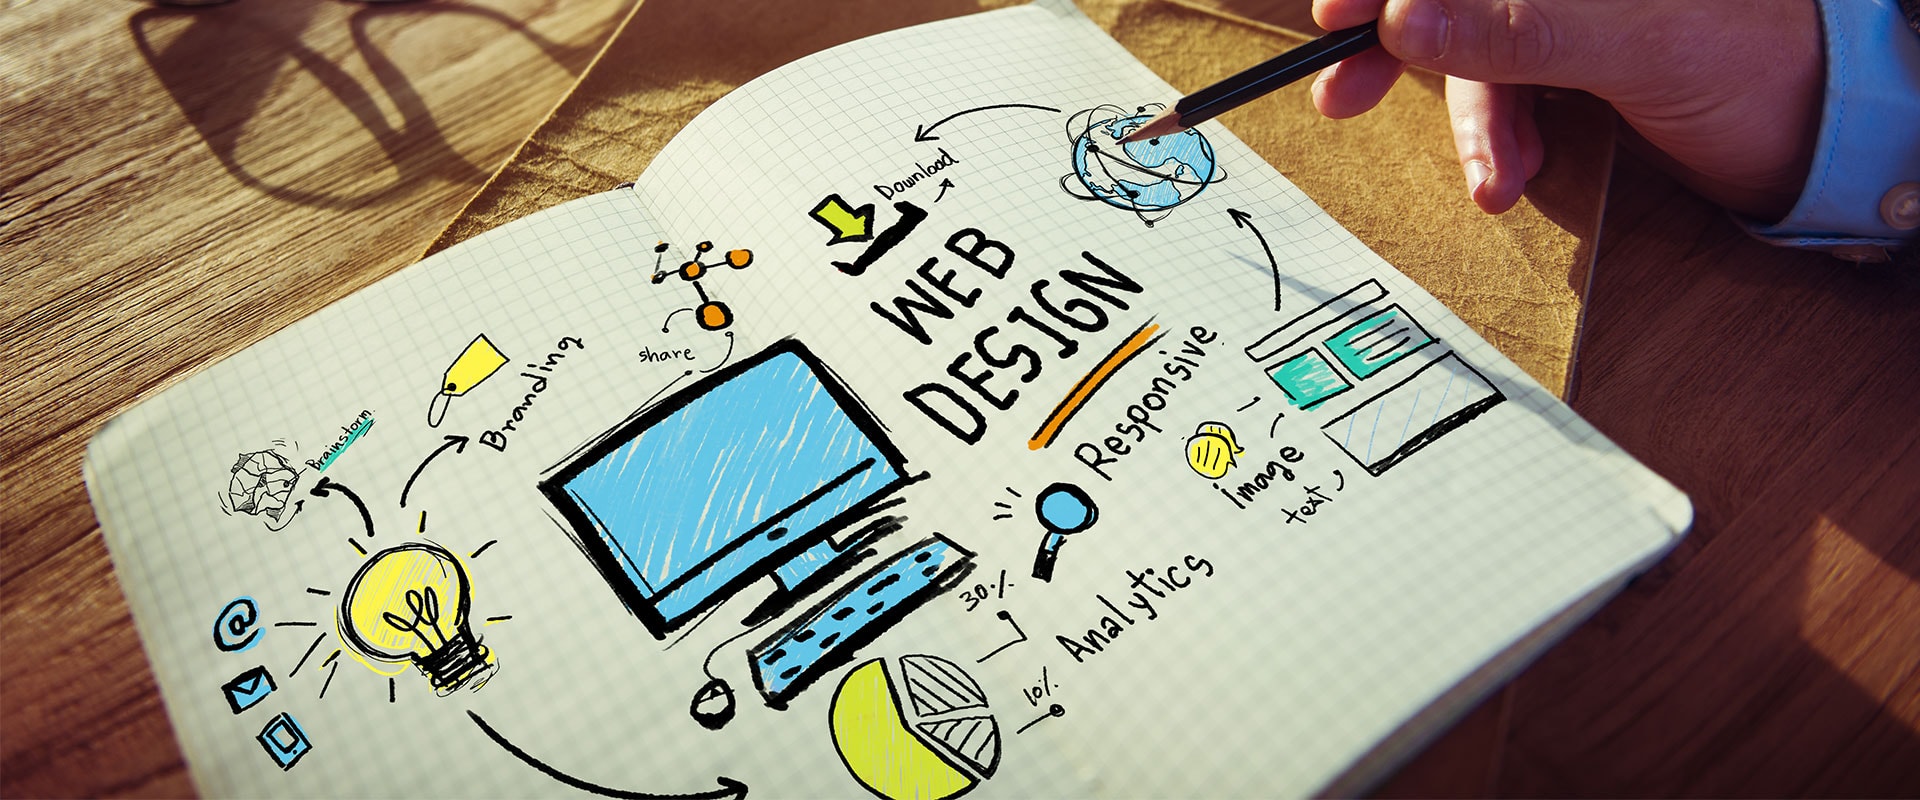 Download
WEB
DESIGN
share
Branding
Brainstorm.
Responsive
image
text
30%
Analytics
10%
@